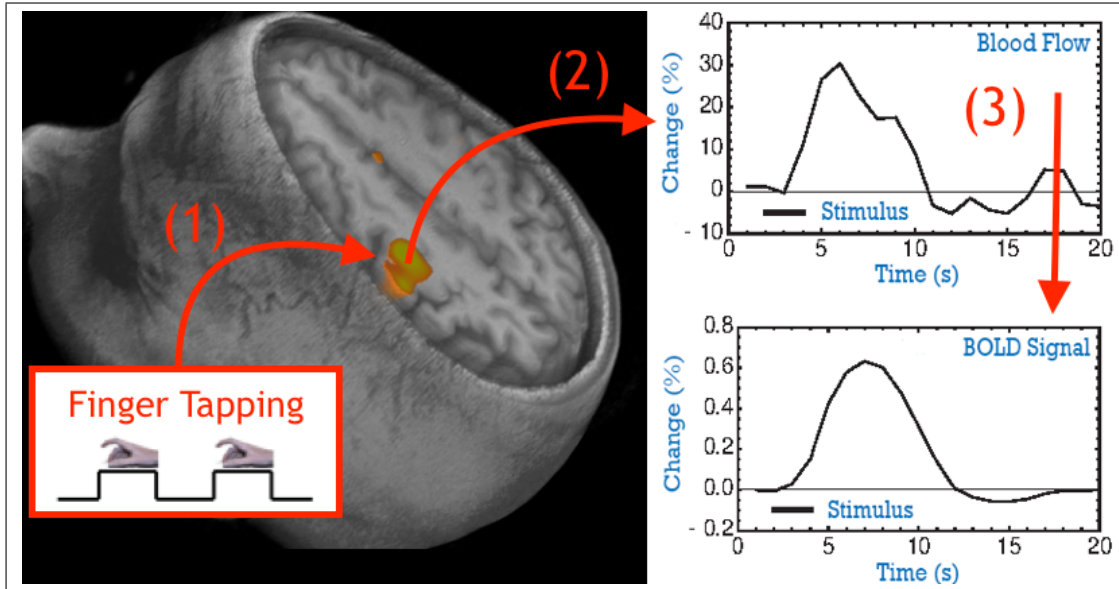 (1)
(2)
(3)
Finger Tapping
Blood Flow
Change (%)
40
30
20
10
0
- 10
Stimulus
0 5 10 15 20
Time (s)
BOLD Signal
Change (%)
0.8
0.6
0.4
0.2
0.0
- 0.2
Stimulus
0 5 10 15 20
Time (s)